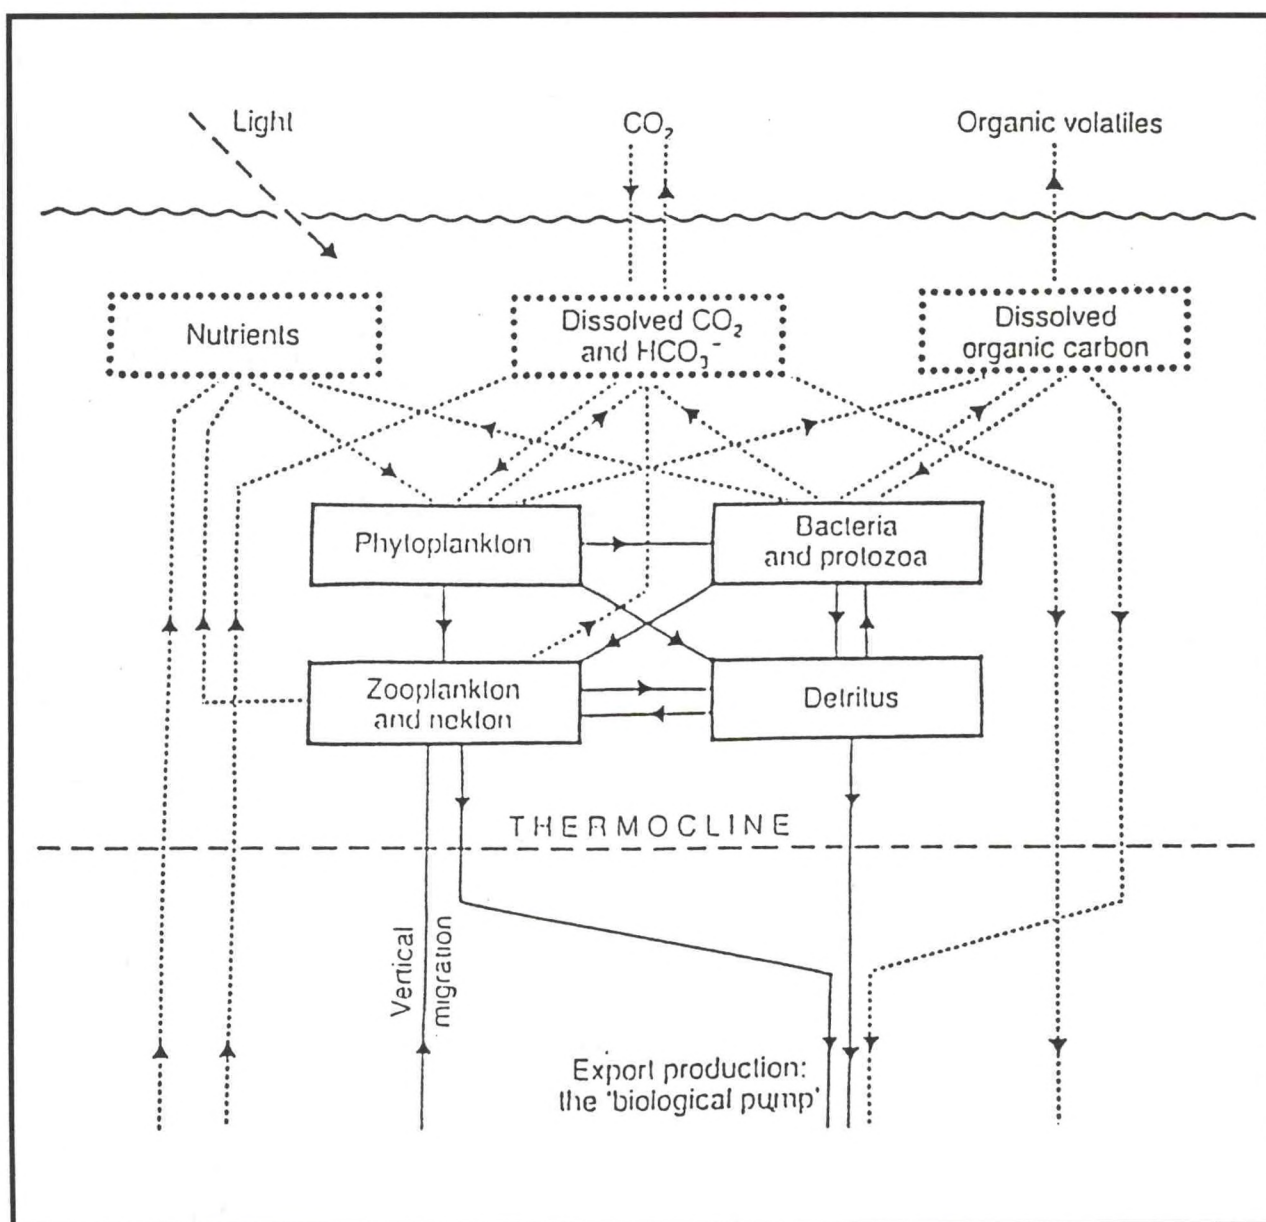 Light
CO₂
Organic volatiles
Nutrients
Dissolved CO₂
and HCO₃⁻
Dissolved
organic carbon
Phytoplankton
Bacteria
and protozoa
Zooplankton
and nekton
Detritus
THERMOCLINE
Vertical
migration
Export production:
the 'biological pump'